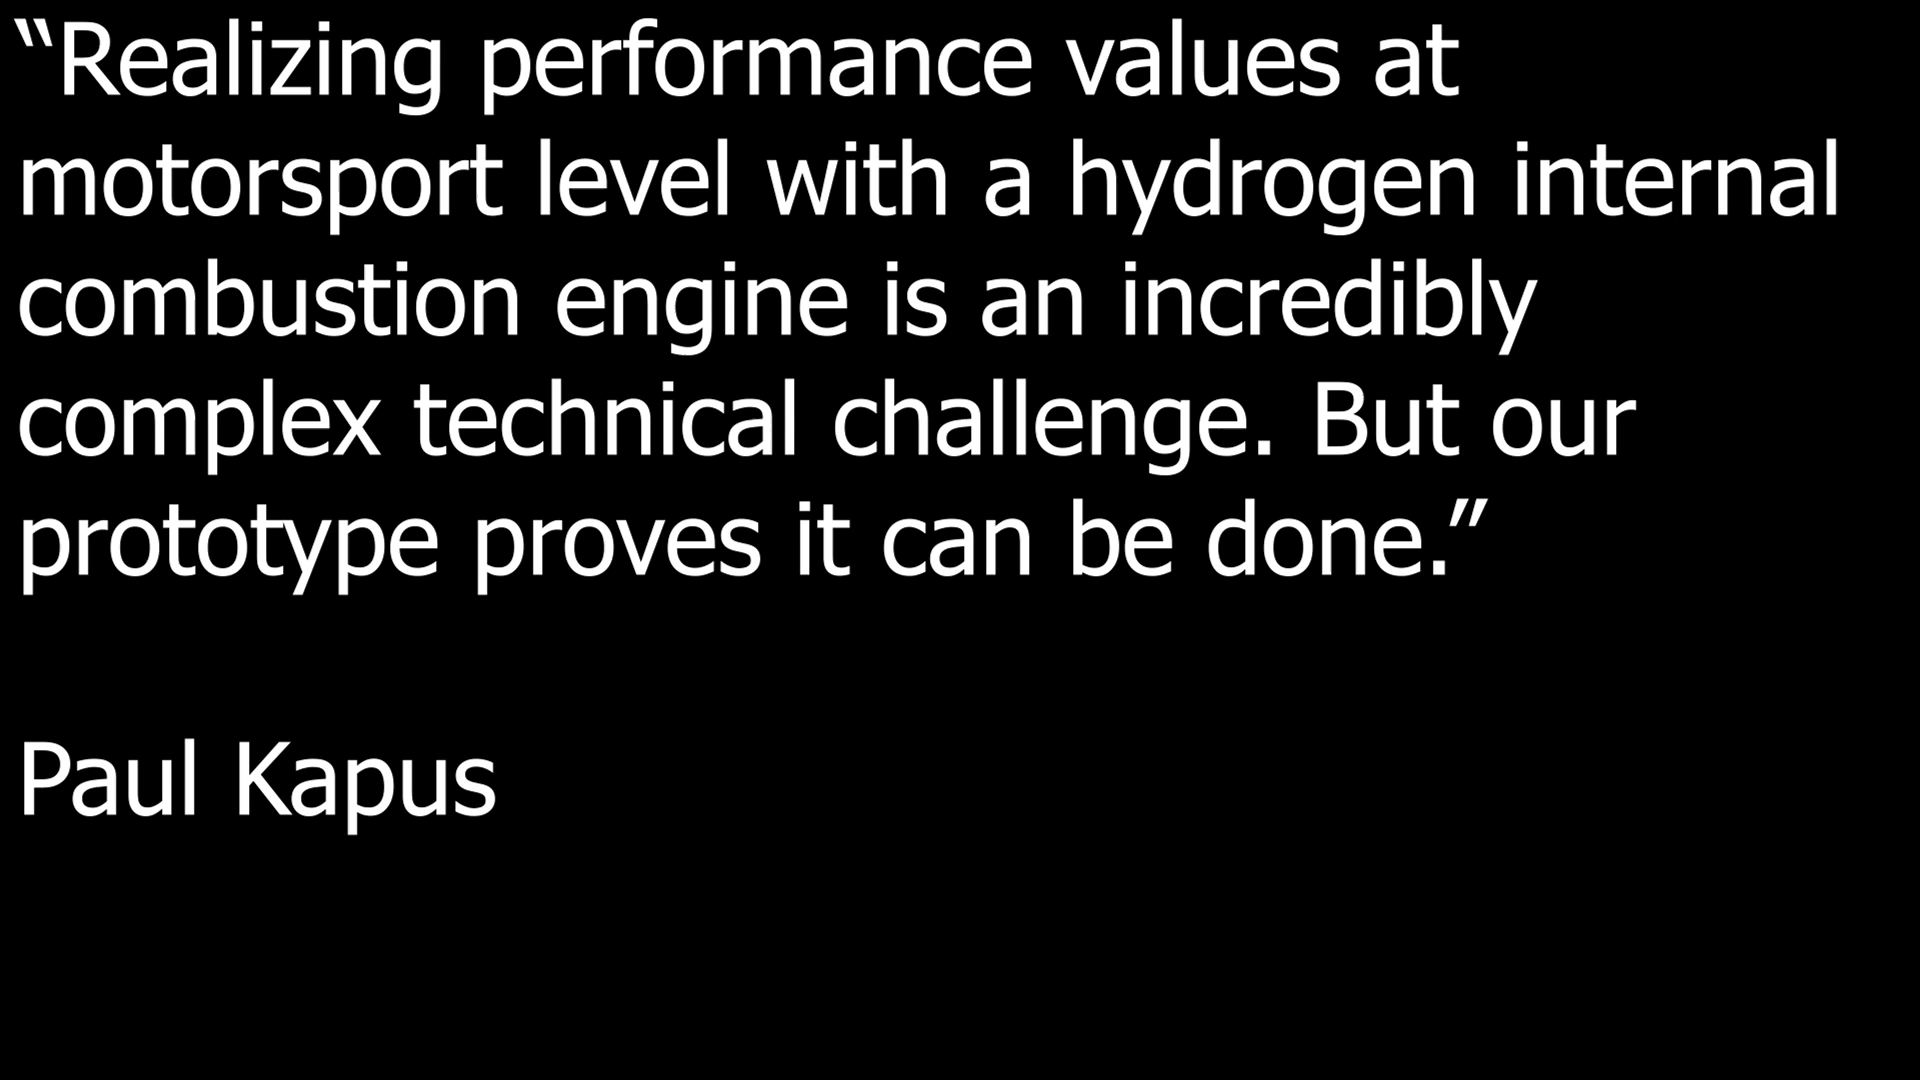 “Realizing performance values at
motorsport level with a hydrogen internal
combustion engine is an incredibly
complex technical challenge. But our
prototype proves it can be done.”
Paul Kapus